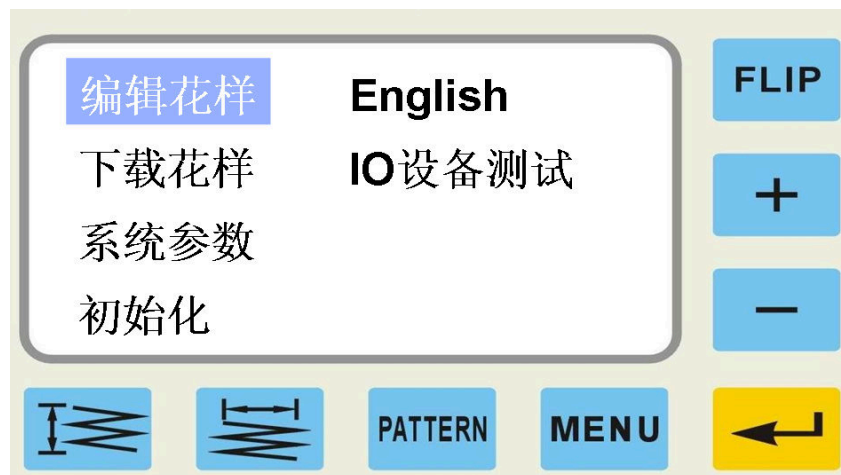 编辑花样
English
FLIP
下载花样
IO设备测试
+
系统参数
初始化
−
PATTERN
MENU